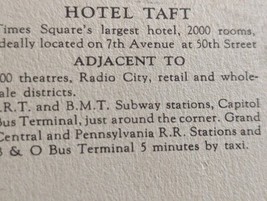 HOTEL TAFT
Times Square's largest hotel, 2000 rooms,
deally located on 7th Avenue at 50th Street
ADJACENT TO
00 theatres, Radio City, retail and whole-
ale districts.
.R.T. and B.M.T. Subway stations, Capitol
Bus Terminal, just around the corner. Grand
Central and Pennsylvania R.R. Stations and
B & O Bus Terminal 5 minutes by taxi.